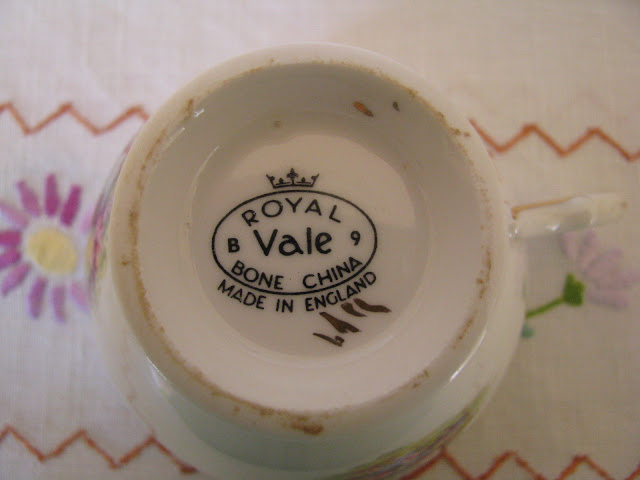 ROYAL
B Vale 9
BONE CHINA
MADE IN ENGLAND